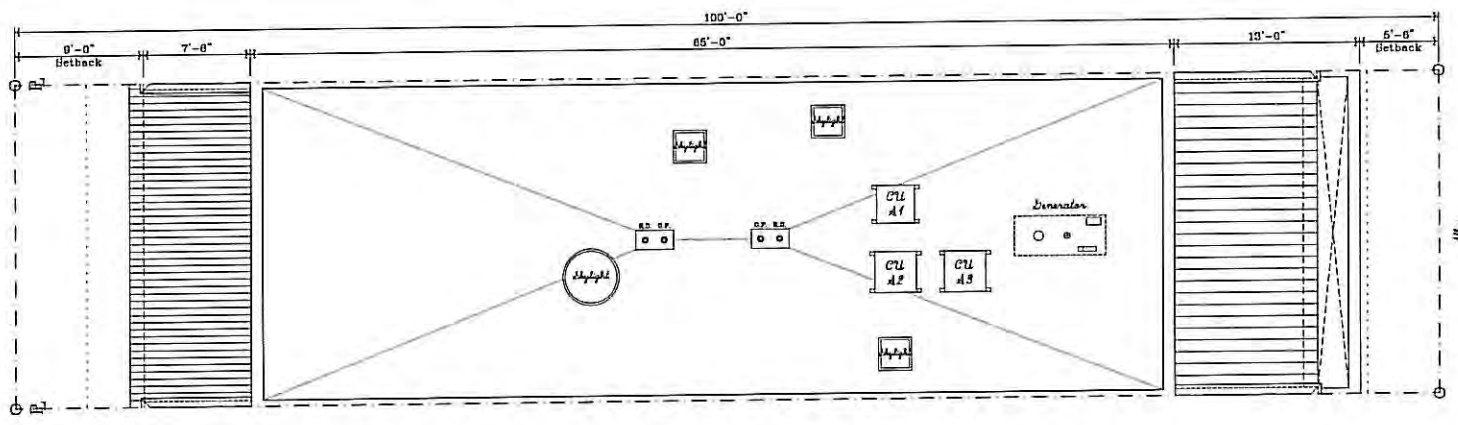 100'-0"
9'-0" 7'-6" 65'-0" 13'-0" 5'-6"
Setback Setback
Skylight
Skylight
CU
A1
Generator
R.D. O.F. O.F. R.D.
Skylight
CU
A2
CU
A3
Skylight